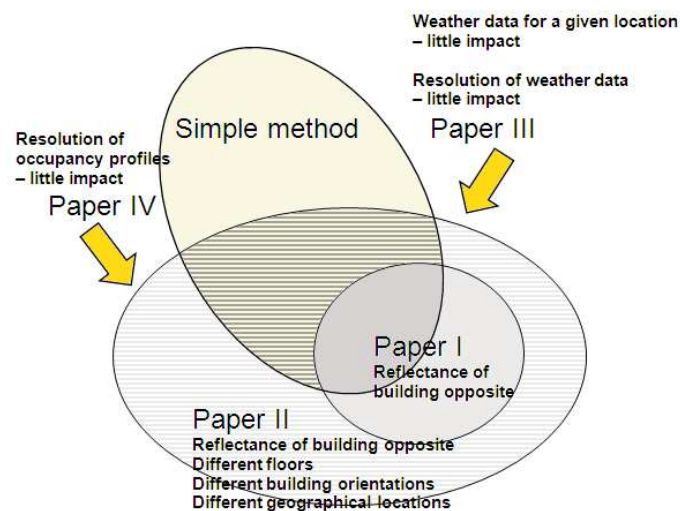 Weather data for a given location
– little impact
Resolution of weather data
– little impact
Paper III
Simple method
Resolution of
occupancy profiles
– little impact
Paper IV
Paper I
Reflectance of
building opposite
Paper II
Reflectance of building opposite
Different floors
Different building orientations
Different geographical locations